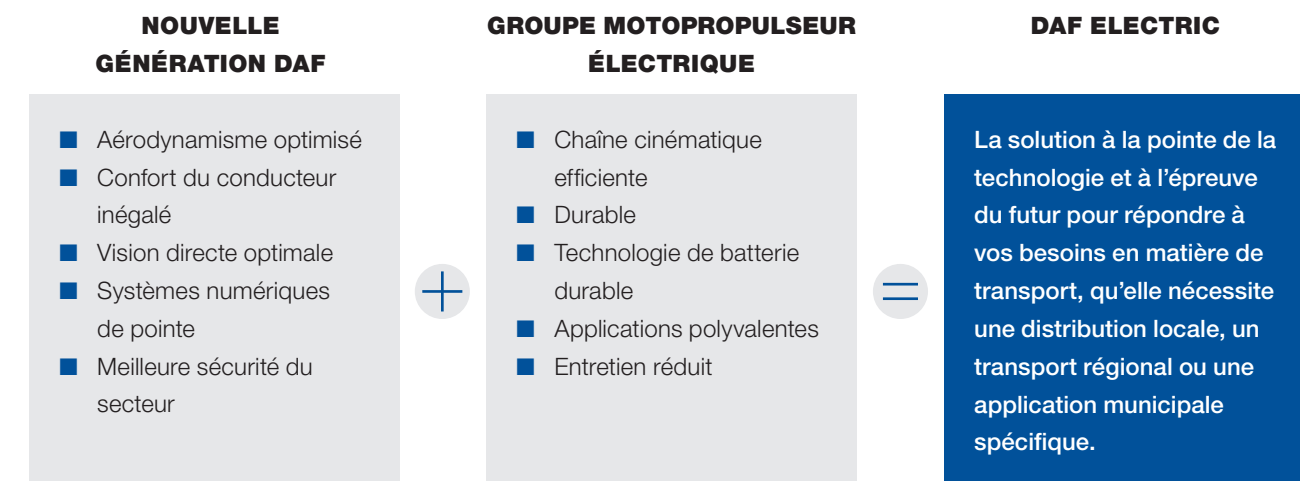 NOUVELLE
GÉNÉRATION DAF
■ Aérodynamisme optimisé
■ Confort du conducteur
inégalé
■ Vision directe optimale
■ Systèmes numériques
de pointe
■ Meilleure sécurité du
secteur
+
GROUPE MOTOPROPULSEUR
ÉLECTRIQUE
■ Chaîne cinématique
efficiente
■ Durable
■ Technologie de batterie
durable
■ Applications polyvalentes
■ Entretien réduit
=
DAF ELECTRIC
La solution à la pointe de la
technologie et à l’épreuve
du futur pour répondre à
vos besoins en matière de
transport, qu’elle nécessite
une distribution locale, un
transport régional ou une
application municipale
spécifique.